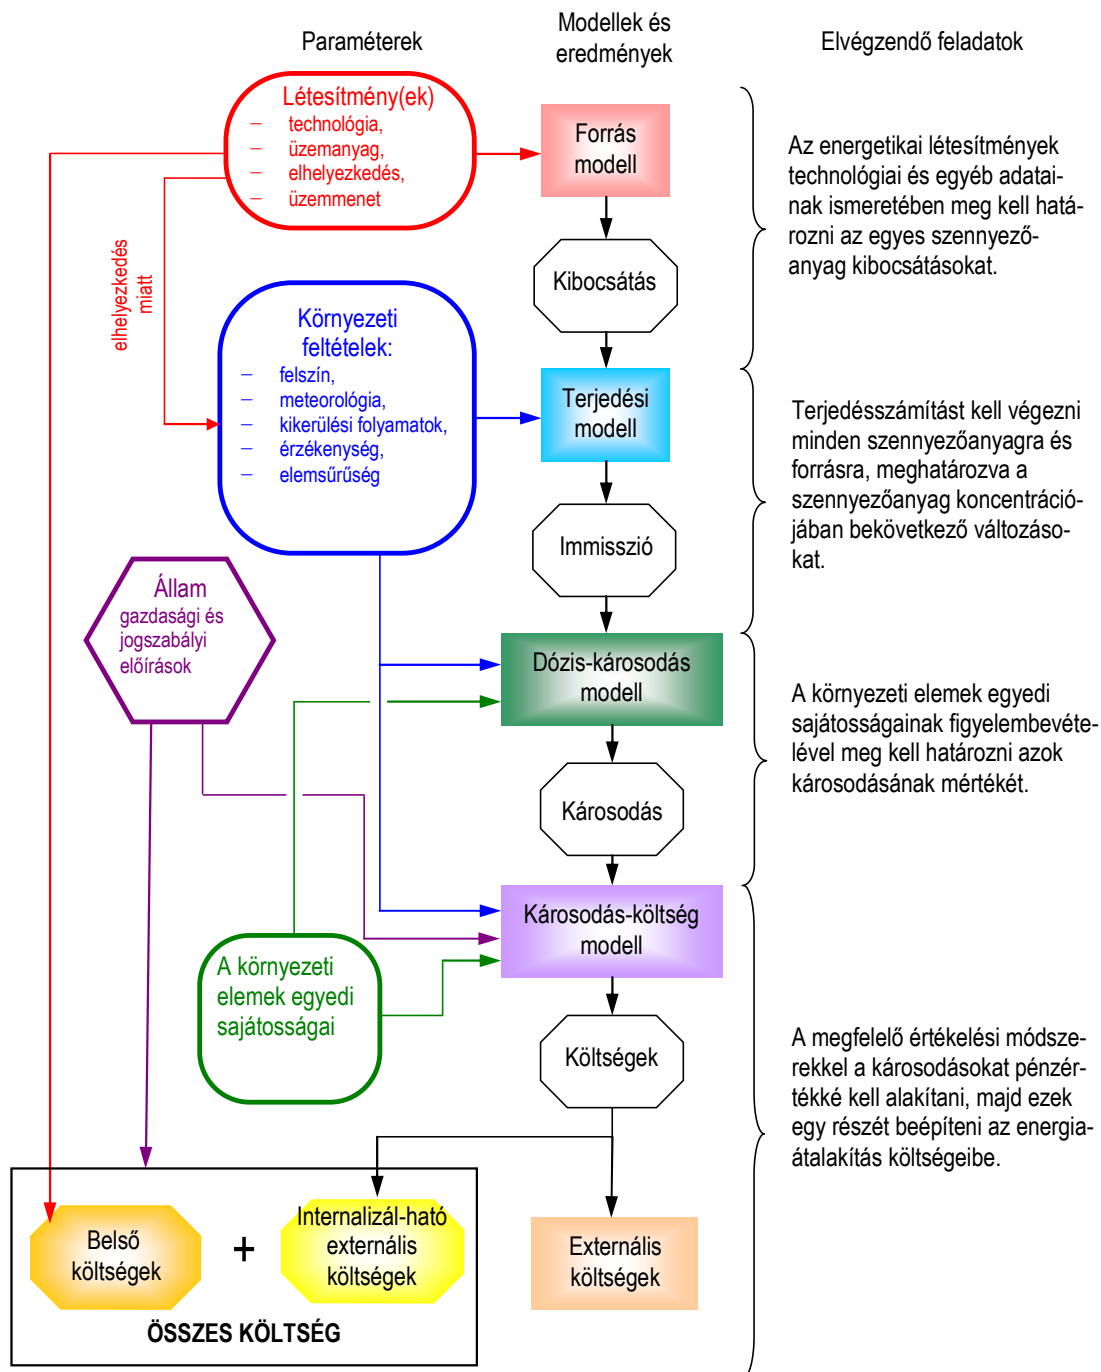 Paraméterek
Modellek és
eredmények
Elvégzendő feladatok
Létesítmény(ek)
– technológia,
– üzemanyag,
– elhelyezkedés,
– üzemmenet
Forrás
modell
Az energetikai létesítmények
technológiai és egyéb adatai-
nak ismeretében meg kell hatá-
rozni az egyes szennyező-
anyag kibocsátásokat.
elhelyezkedés
miatt
Kibocsátás
Környezeti
feltételek:
– felszín,
– meteorológia,
– kikerülési folyamatok,
– érzékenység,
– elemsűrűség
Terjedési
modell
Terjedésszámítást kell végezni
minden szennyezőanyagra és
forrásra, meghatározva a
szennyezőanyag koncentráció-
jában bekövetkező változáso-
kat.
Immisszió
Állam
gazdasági és
jogszabályi
előírások
Dózis-károsodás
modell
A környezeti elemek egyedi
sajátosságainak figyelembevéte-
lével meg kell határozni azok
károsodásának mértékét.
Károsodás
Károsodás-költség
modell
A környezeti
elemek egyedi
sajátosságai
Költségek
A megfelelő értékelési módsze-
rekkel a károsodásokat pénzér-
tékké kell alakítani, majd ezek
egy részét beépíteni az energia-
átalakítás költségeibe.
Belső
költségek
+
Internalizál-ható
externális
költségek
Externális
költségek
ÖSSZES KÖLTSÉG